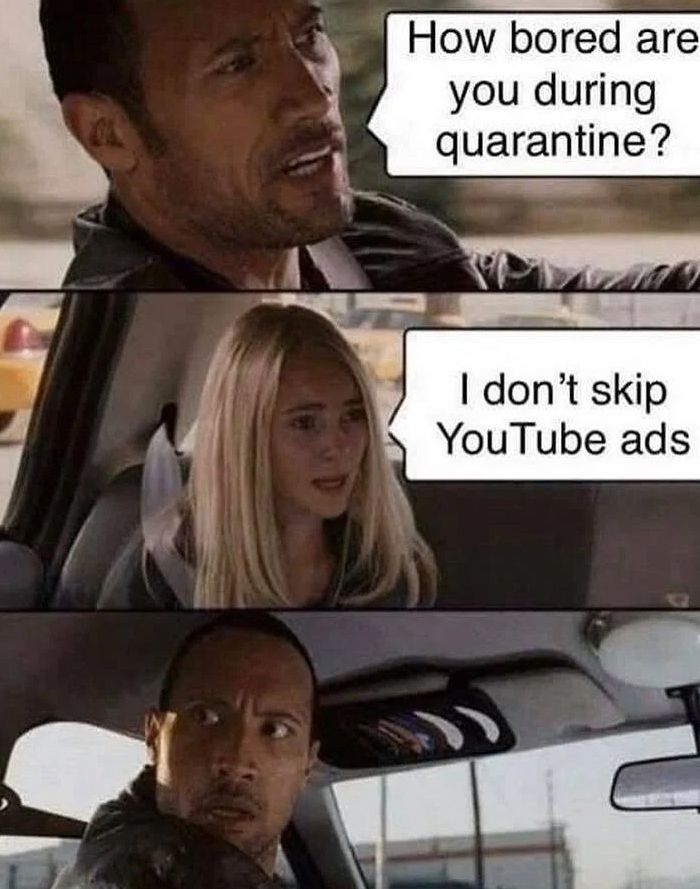 How bored are
you during
quarantine?
I don't skip
YouTube ads